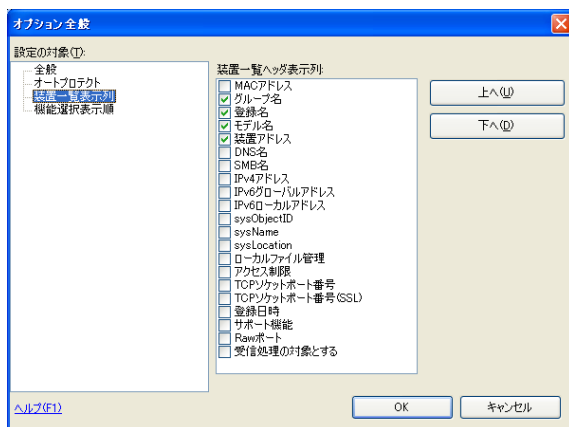 オプション全般
設定の対象(T):
全般
オートプロテクト
装置一覧表示列
機能選択表示順
装置一覧ヘッダ表示列:
MACアドレス
グループ名
登録名
モデル名
装置アドレス
DNS名
SMB名
IPv4アドレス
IPv6グローバルアドレス
IPv6ローカルアドレス
sysObjectID
sysName
sysLocation
ローカルファイル管理
アクセス制限
TCPソケットポート番号
TCPソケットポート番号(SSL)
登録日時
サポート機能
Rawポート
受信処理の対象とする
上へ(U)
下へ(D)
ヘルプ(F1)
OK
キャンセル